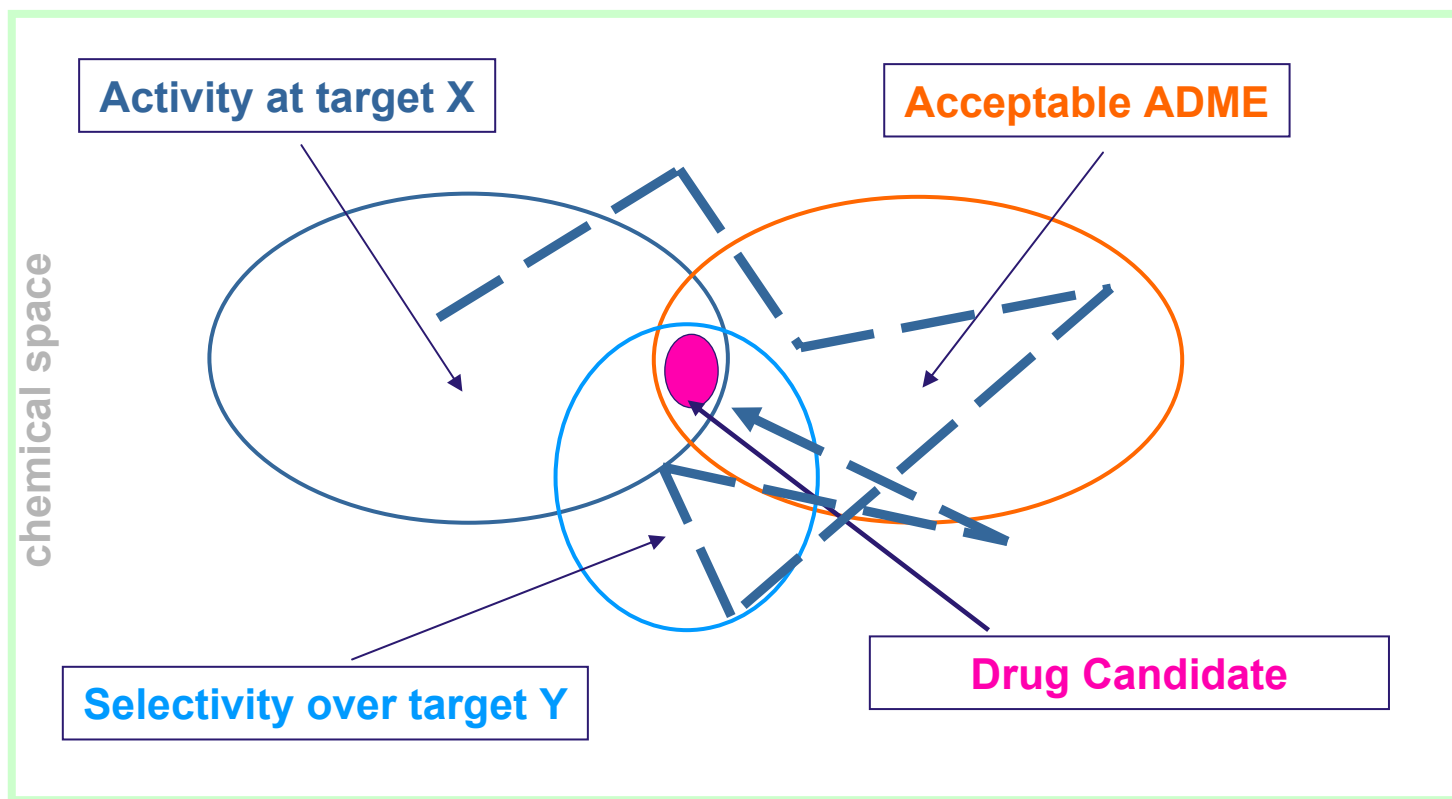 Activity at target X
Acceptable ADME
chemical space
Selectivity over target Y
Drug Candidate